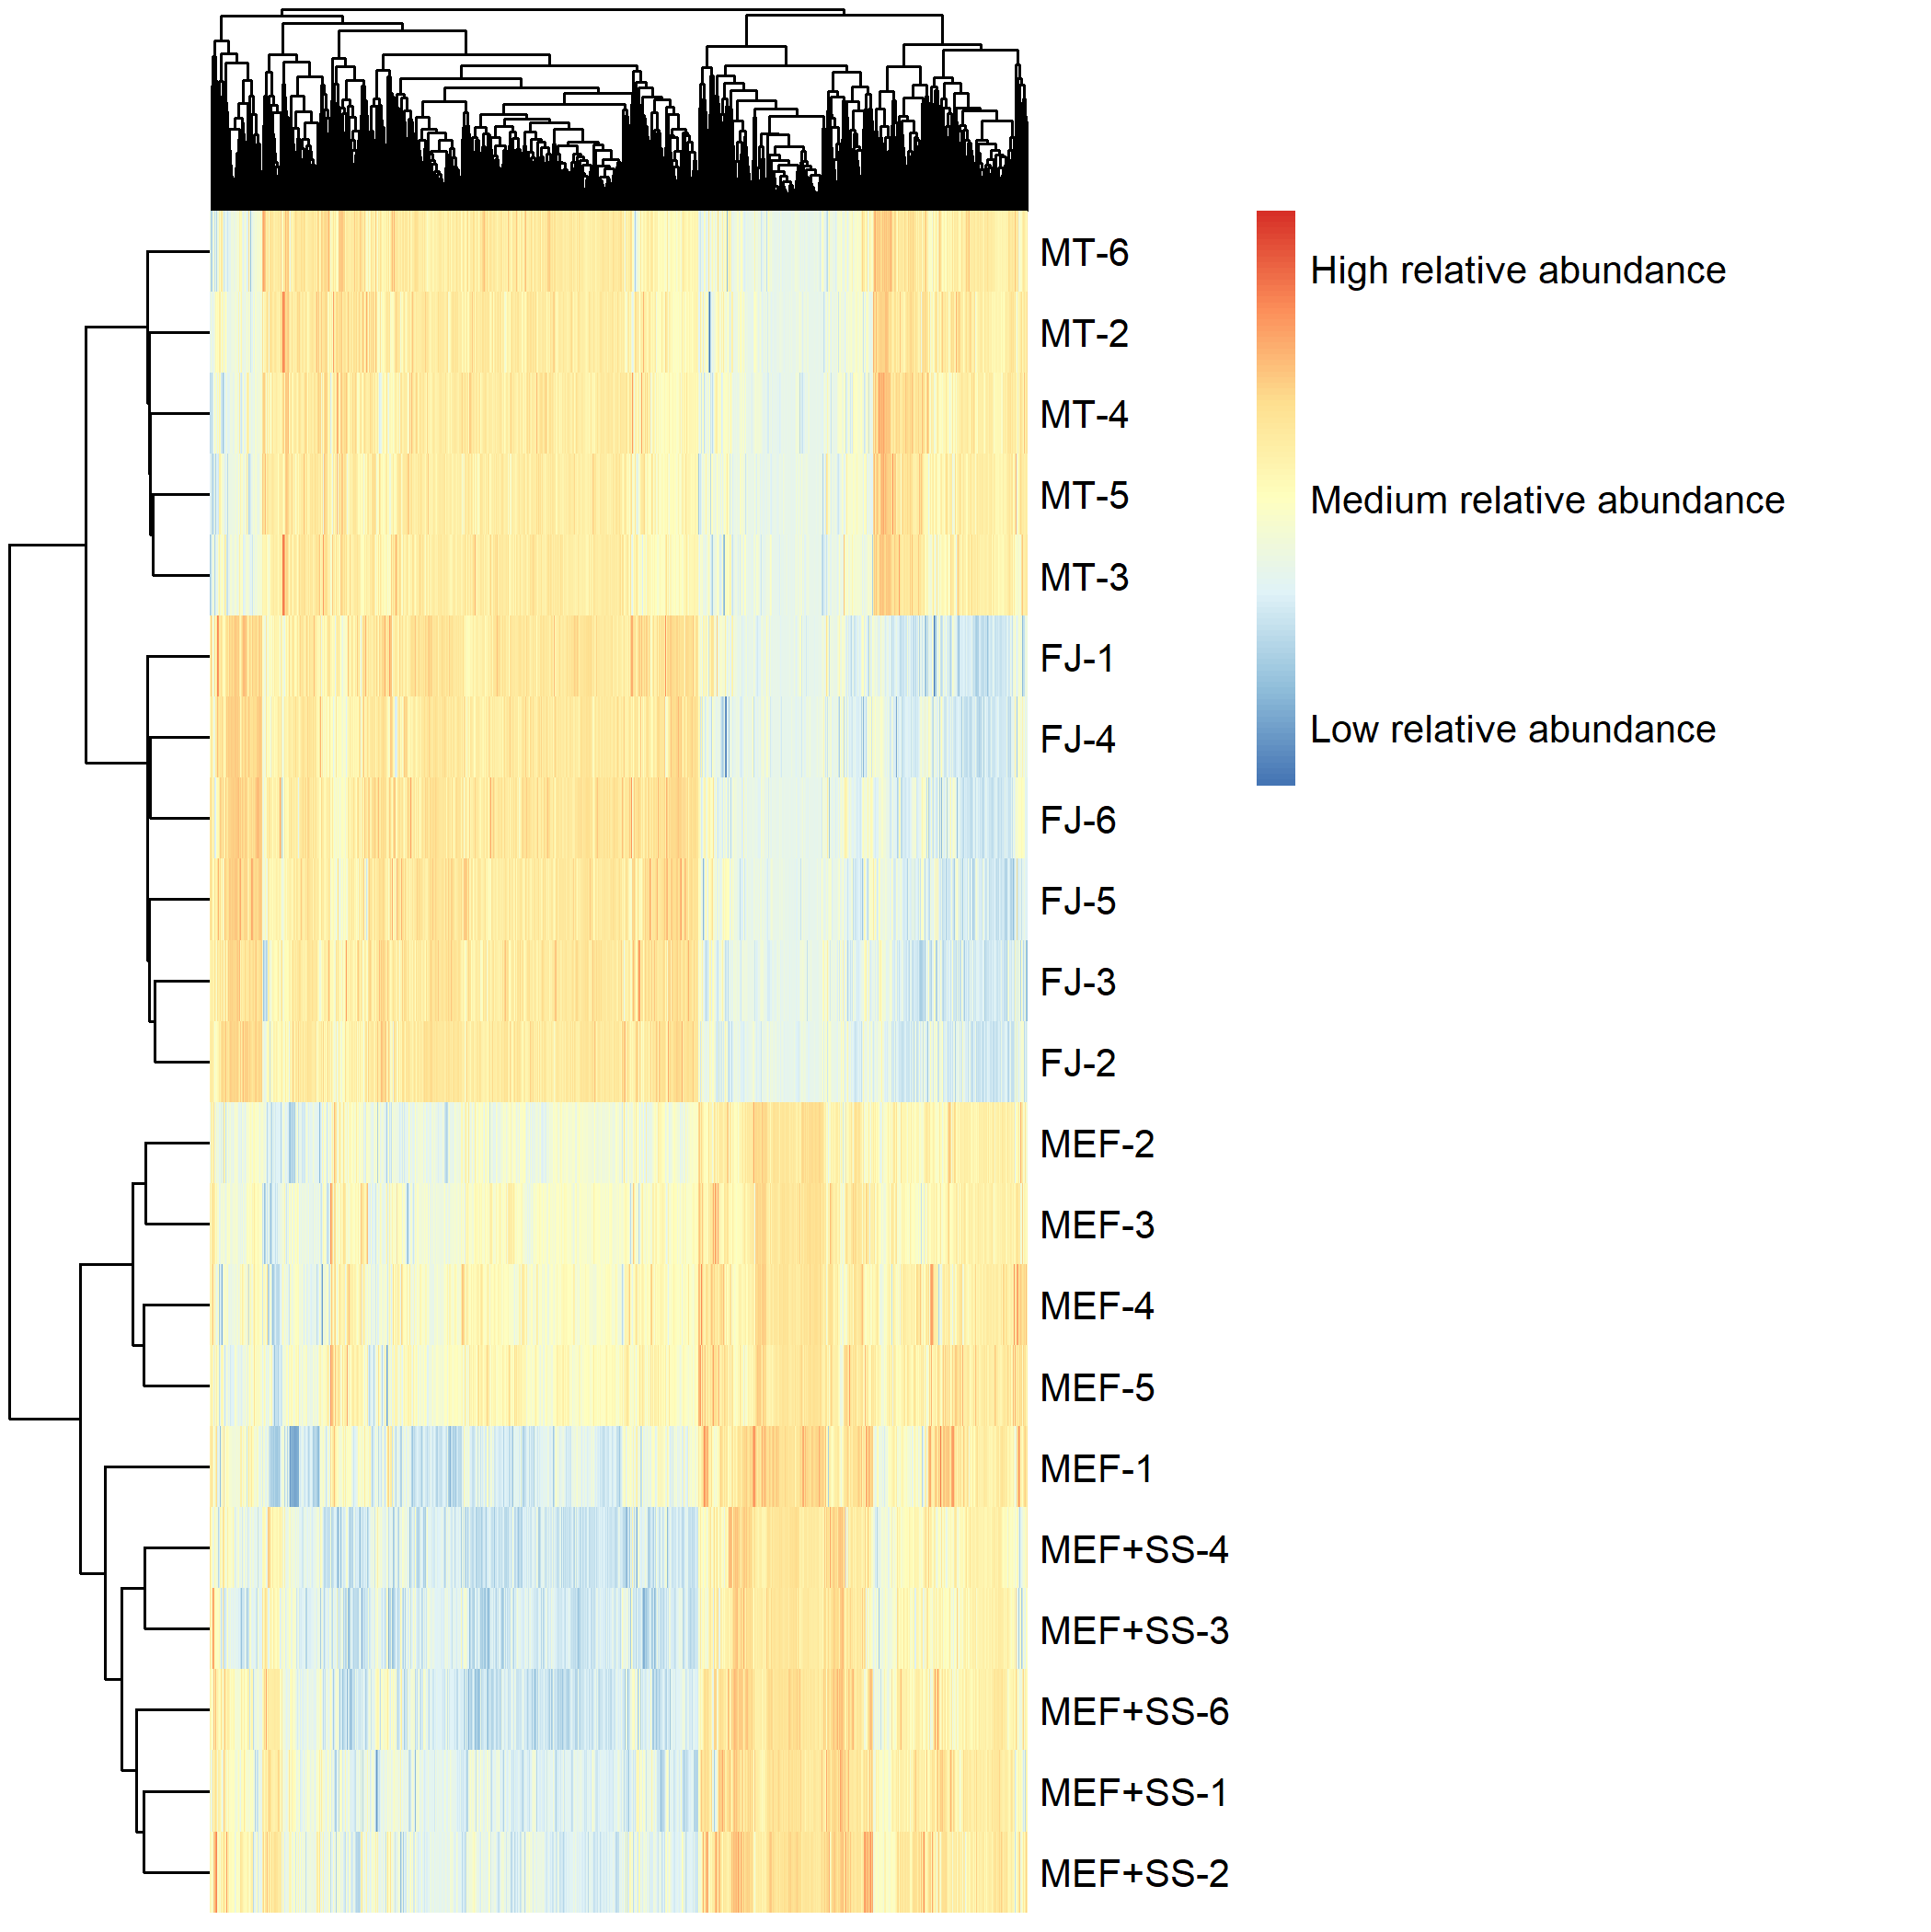 MT-6
High relative abundance
MT-2
MT-4
Medium relative abundance
MT-5
MT-3
FJ-1
Low relative abundance
FJ-4
FJ-6
FJ-5
FJ-3
FJ-2
MEF-2
MEF-3
MEF-4
MEF-5
MEF-1
MEF+SS-4
MEF+SS-3
MEF+SS-6
MEF+SS-1
MEF+SS-2